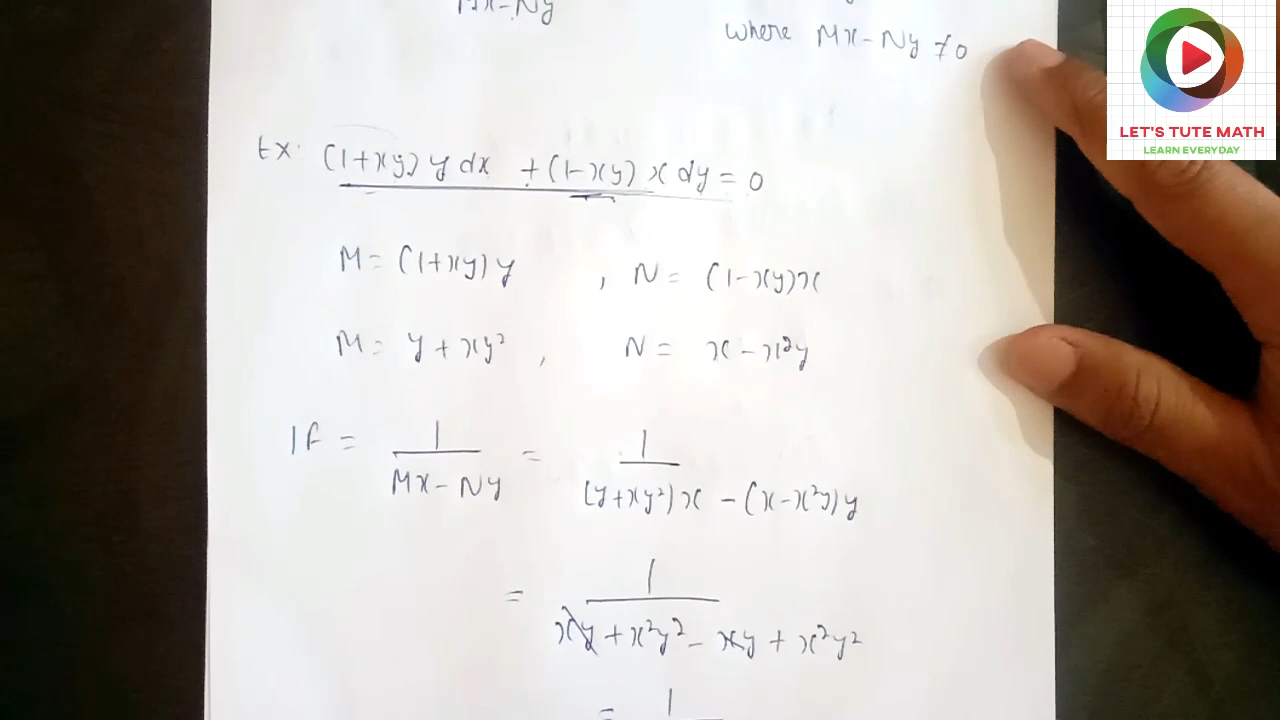 Mx-Ny
where Mx-Ny ≠0
LET'S TUTE MATH
LEARN EVERYDAY
Ex: (1+xy) y dx + (1-xy) x dy = 0
M = (1+xy) y , N = (1-xy)x
M = y + xy² , N = x - x²y
IF = 1/(Mx-Ny) = 1/((y+xy²)x - (x-x²y)y)
= 1/(xy + x²y² - xy + x²y²)
= 1